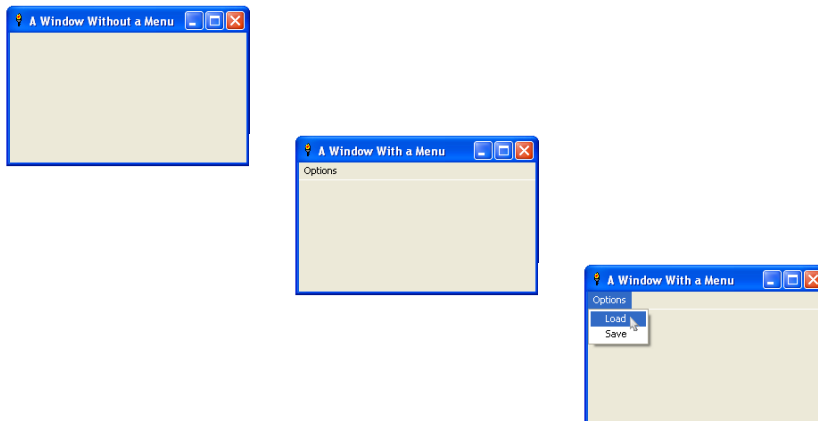 A Window Without a Menu
A Window With a Menu
Options
A Window With a Menu
Options
Load
Save